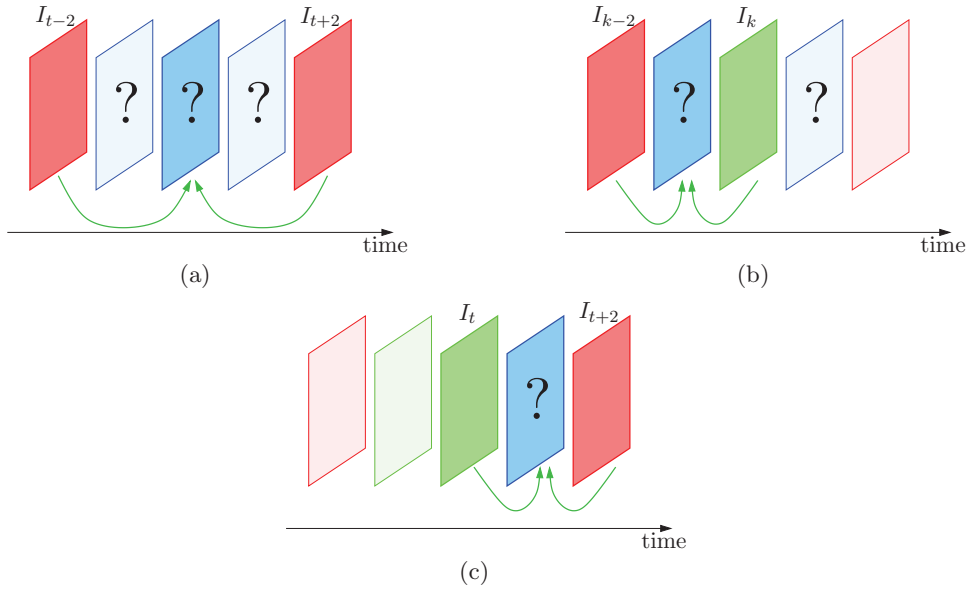 I_{t−2} I_{t+2}
? ? ?
time
(a)
I_{k−2} I_k
? ?
time
(b)
I_t I_{t+2}
?
time
(c)